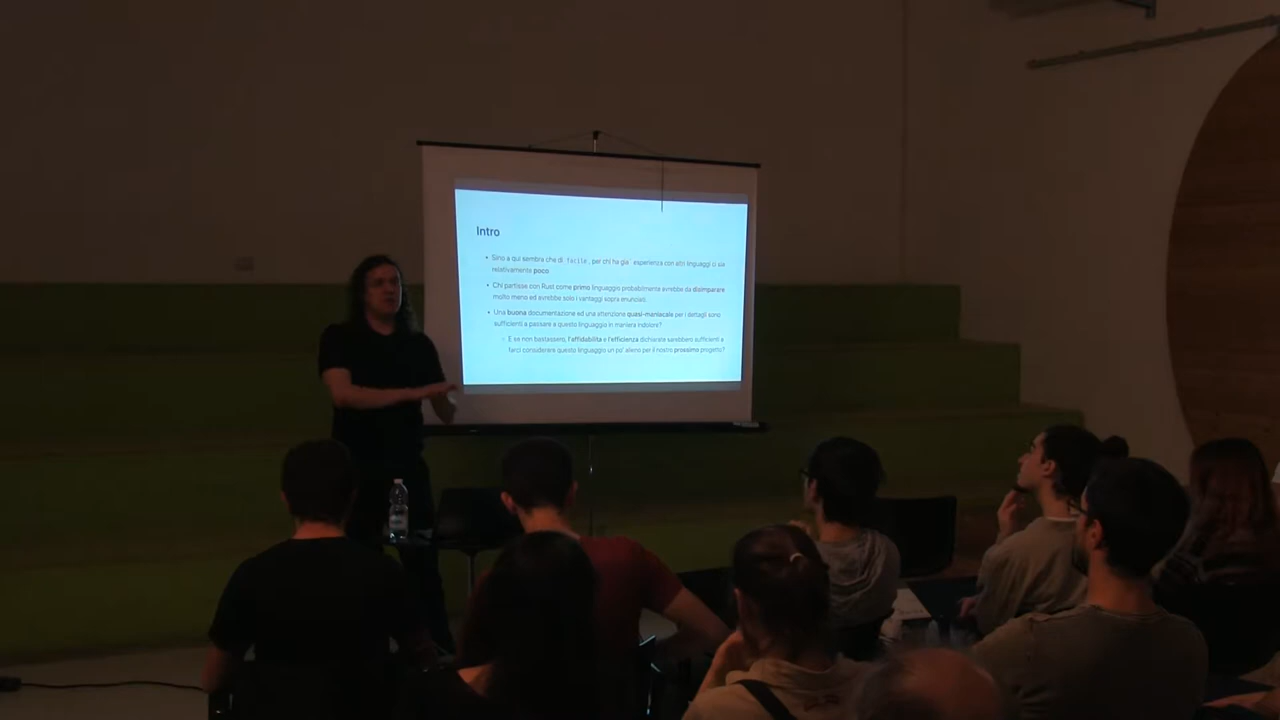 Intro
Sino a qui sembra che di facile, per chi ha gia` esperienza con altri linguaggi ci sia
relativamente poco
Chi partisse con Rust come primo linguaggio probabilmente avrebbe da disimparare
molto meno ed avrebbe solo i vantaggi sopra enunciati.
Una buona documentazione ed una attenzione quasi-maniacale per i dettagli sono
sufficienti a passare a questo linguaggio in maniera indolore?
E se non bastassero, l'affidabilita e l'efficienza dichiarate sarebbero sufficienti a
farci considerare questo linguaggio un po' alieno per il nostro prossimo progetto?